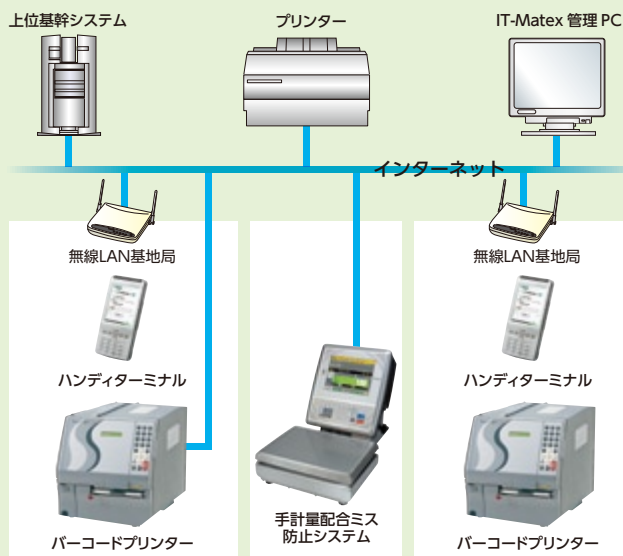 上位基幹システム
プリンター
IT-Matex 管理 PC
インターネット
無線LAN基地局
ハンディターミナル
バーコードプリンター
手計量配合ミス
防止システム
無線LAN基地局
ハンディターミナル
バーコードプリンター